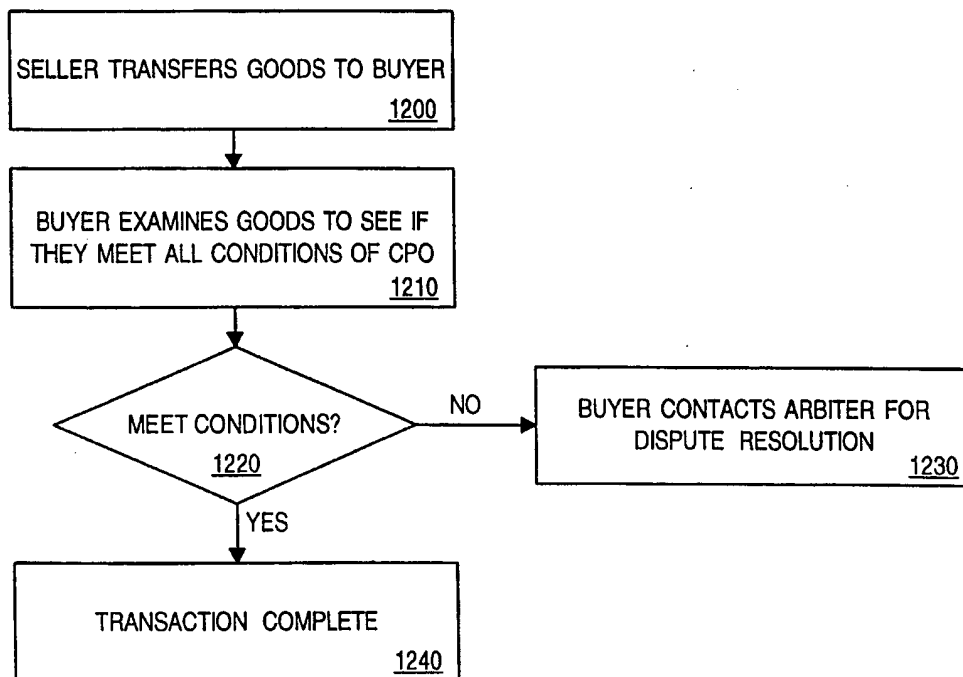 SELLER TRANSFERS GOODS TO BUYER
1200
BUYER EXAMINES GOODS TO SEE IF
THEY MEET ALL CONDITIONS OF CPO
1210
MEET CONDITIONS?
1220
NO
BUYER CONTACTS ARBITER FOR
DISPUTE RESOLUTION
1230
YES
TRANSACTION COMPLETE
1240